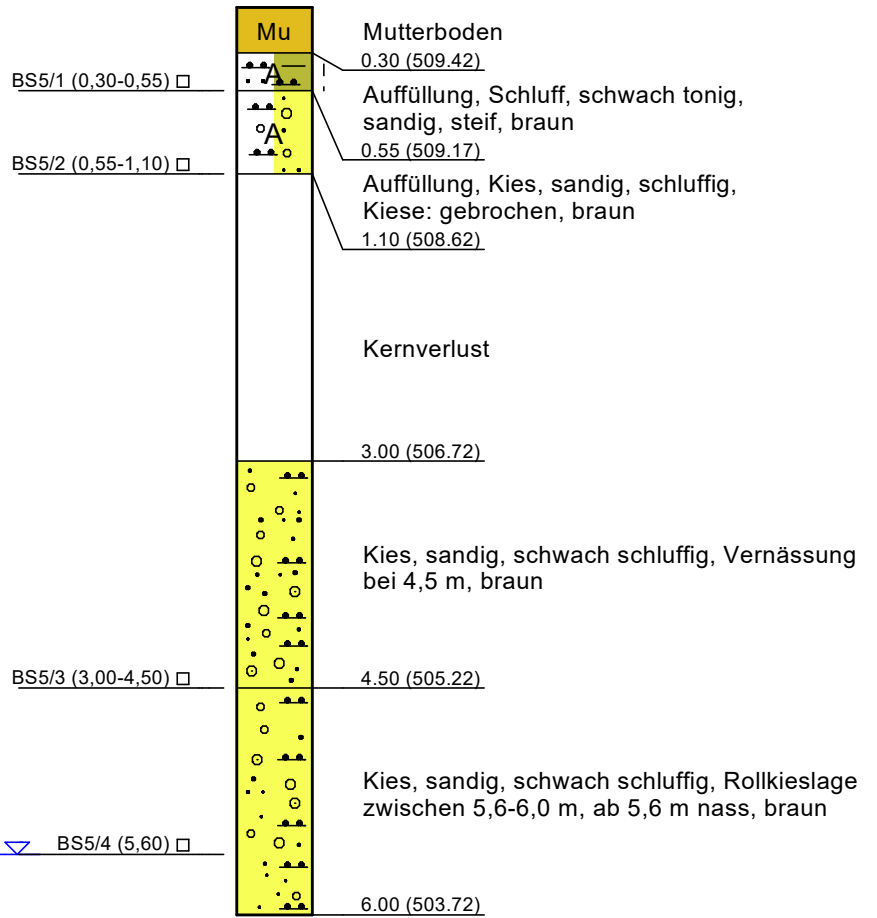 Mu
Mutterboden
0.30 (509.42)
BS5/1 (0,30-0,55)
A
Auffüllung, Schluff, schwach tonig,
sandig, steif, braun
0.55 (509.17)
A
BS5/2 (0,55-1,10)
Auffüllung, Kies, sandig, schluffig,
Kiese: gebrochen, braun
1.10 (508.62)
Kernverlust
3.00 (506.72)
Kies, sandig, schwach schluffig, Vernässung
bei 4,5 m, braun
BS5/3 (3,00-4,50)
4.50 (505.22)
Kies, sandig, schwach schluffig, Rollkieslage
zwischen 5,6-6,0 m, ab 5,6 m nass, braun
BS5/4 (5,60)
6.00 (503.72)